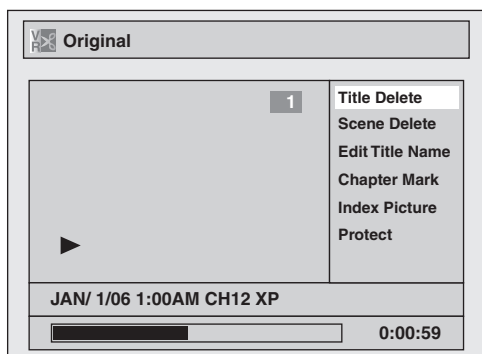 VR Original
1
Title Delete
Scene Delete
Edit Title Name
Chapter Mark
Index Picture
Protect
JAN/ 1/06 1:00AM CH12 XP
0:00:59